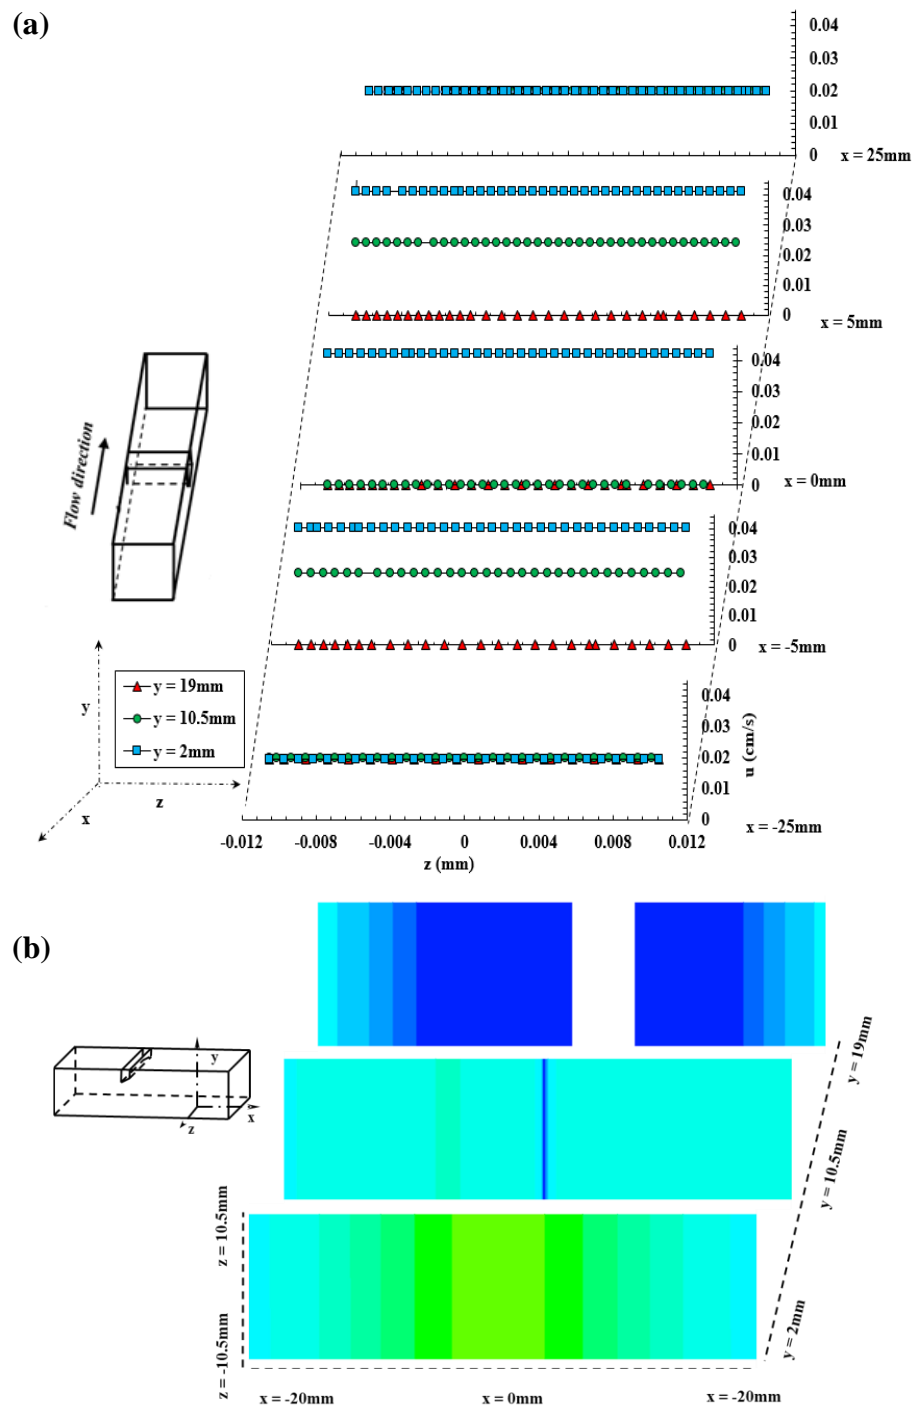 (a)
0.04
0.03
0.02
0.01
0
x = 25mm
0.04
0.03
0.02
0.01
0
x = 5mm
0.04
0.03
0.02
0.01
0
x = 0mm
Flow direction
0.04
0.03
0.02
0.01
0
x = -5mm
y
z
x
y = 19mm
y = 10.5mm
y = 2mm
0.04
0.03
0.02
0.01
0
u (cm/s)
x = -25mm
-0.012 -0.008 -0.004 0 0.004 0.008 0.012
z (mm)
(b)
y
x
z
y = 19mm
y = 10.5mm
y = 2mm
z = 10.5mm
z = -10.5mm
x = -20mm x = 0mm x = -20mm